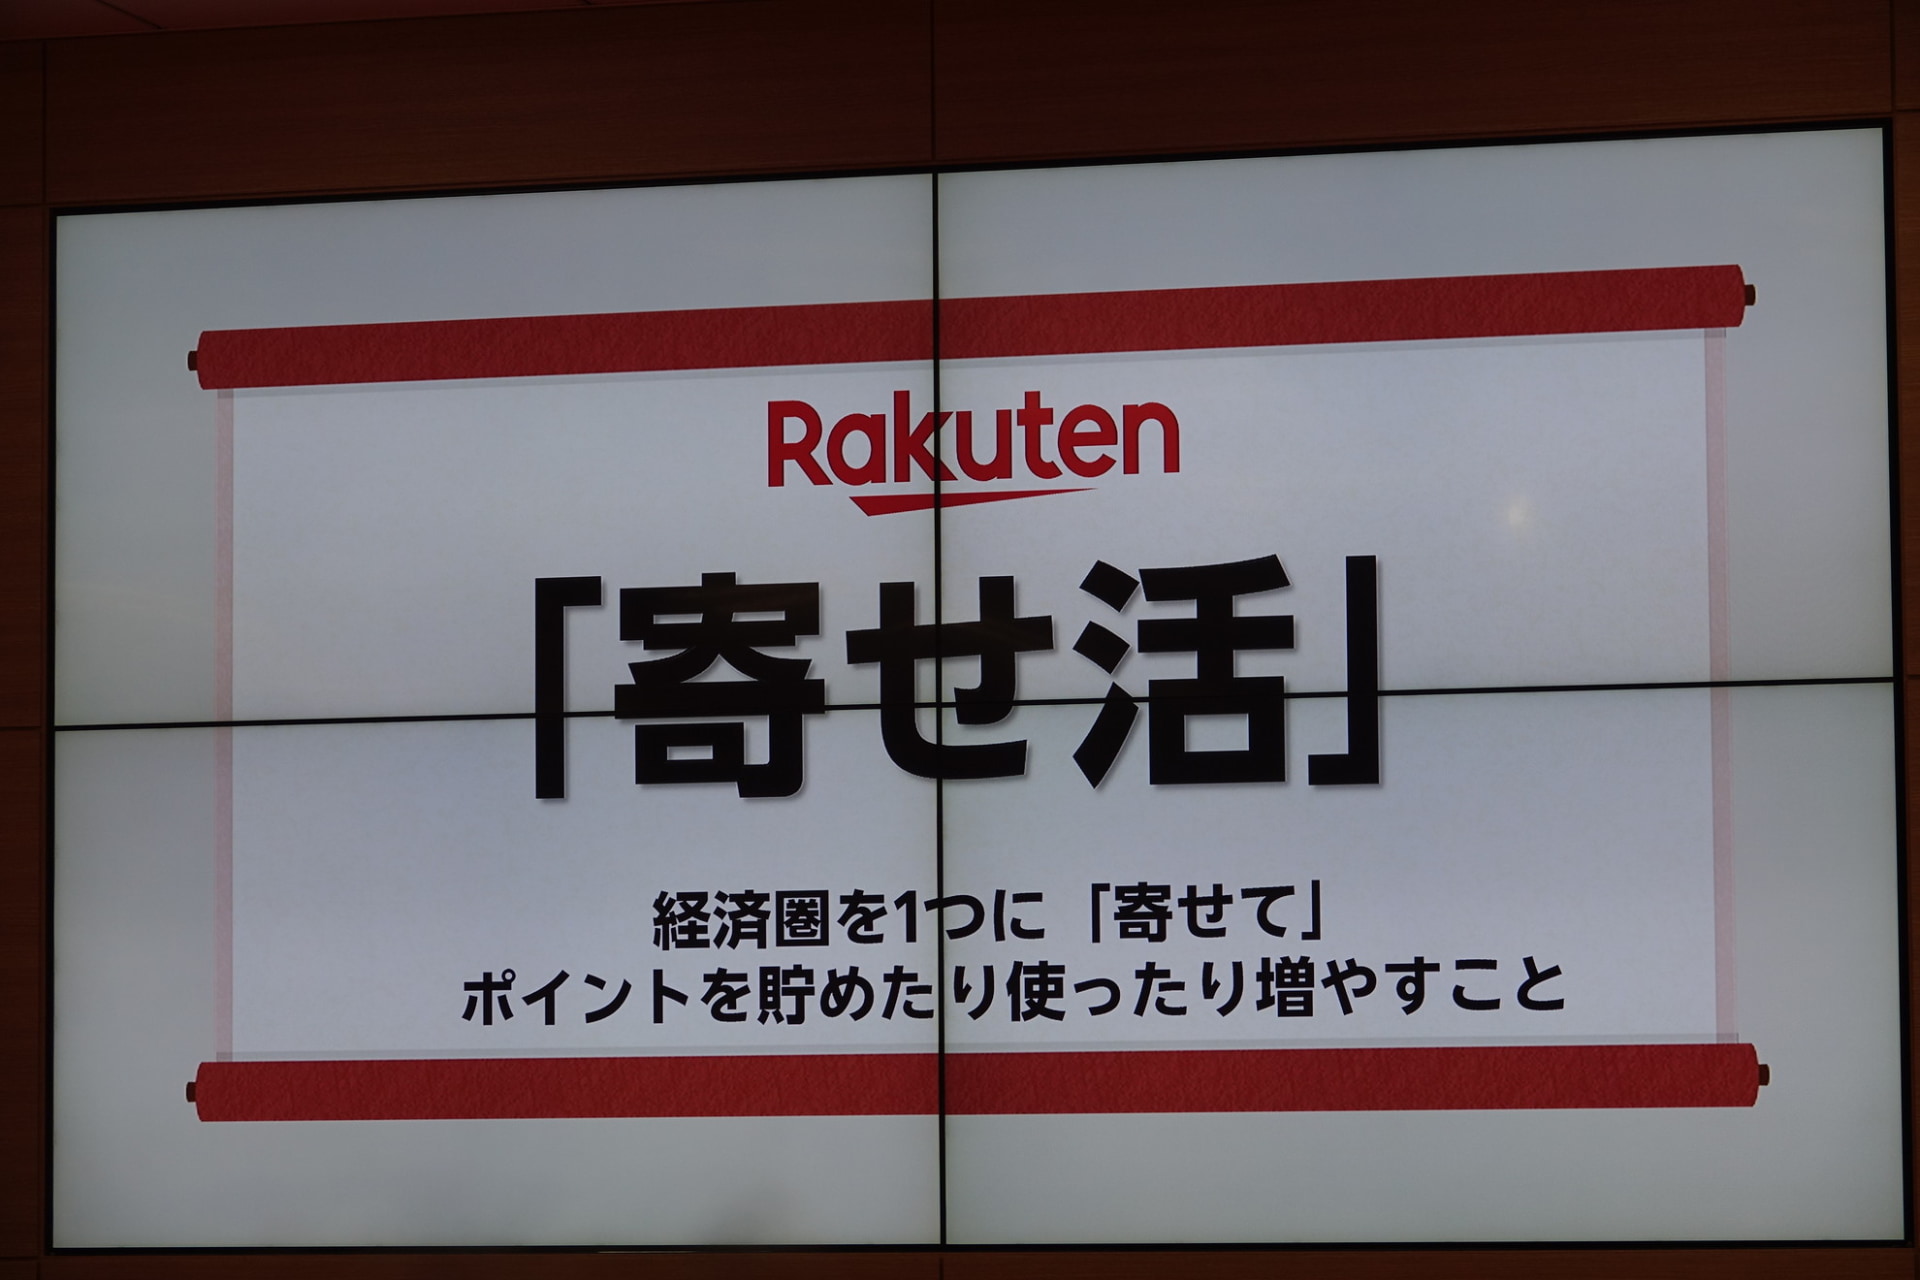 Rakuten
「寄せ活」
経済圏を1つに「寄せて」
ポイントを貯めたり使ったり増やすこと